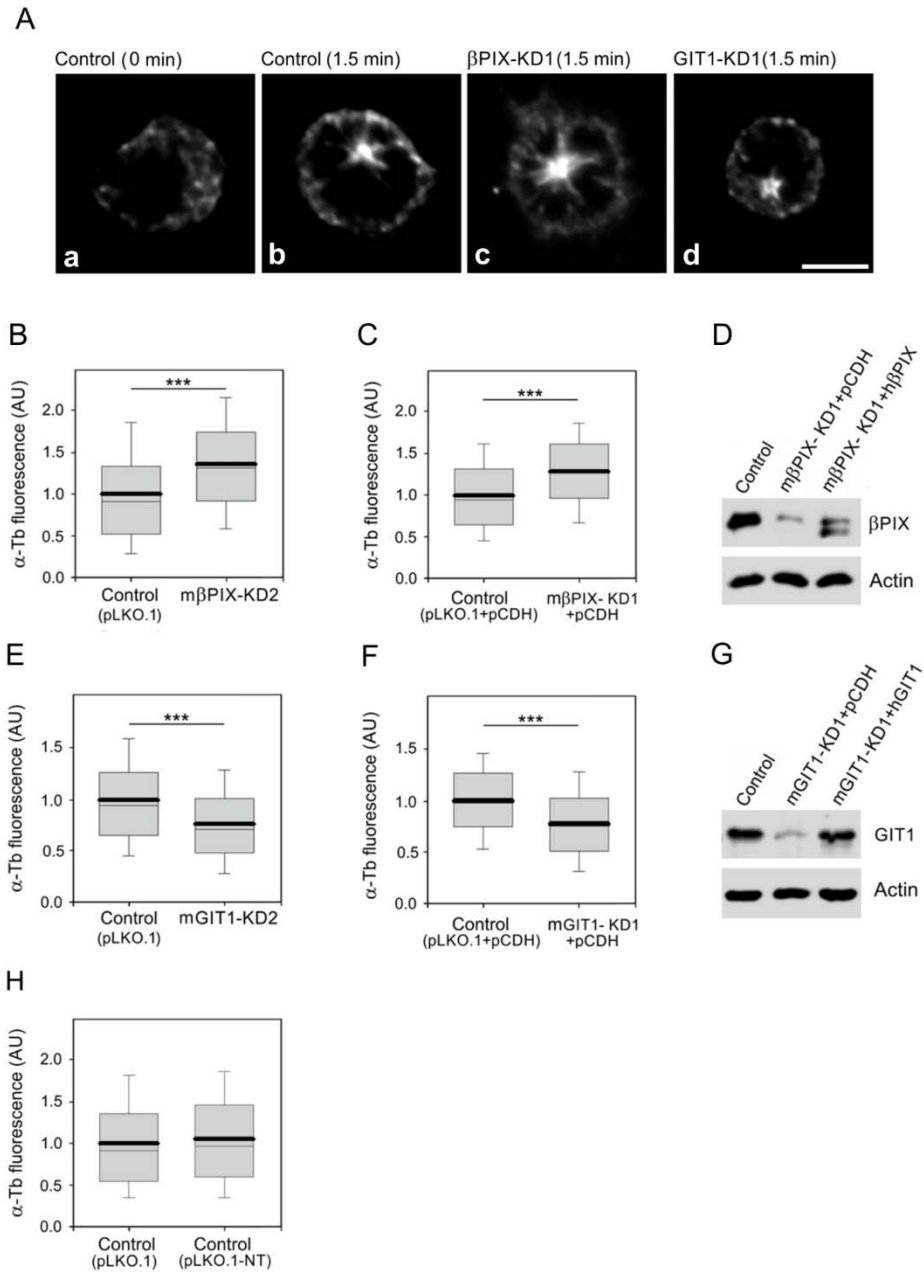 A
Control (0 min)
Control (1.5 min)
βPIX-KD1(1.5 min)
GIT1-KD1(1.5 min)
a
b
c
d
B
α-Tb fluorescence (AU)
2.0
1.5
1.0
0.5
0.0
***
Control
(pLKO.1)
mβPIX-KD2
C
α-Tb fluorescence (AU)
2.0
1.5
1.0
0.5
0.0
***
Control
(pLKO.1+pCDH)
mβPIX- KD1
+pCDH
D
Control
mβPIX- KD1+pCDH
mβPIX- KD1+hβPIX
βPIX
Actin
E
α-Tb fluorescence (AU)
1.5
1.0
0.5
0.0
***
Control
(pLKO.1)
mGIT1-KD2
F
α-Tb fluorescence (AU)
1.5
1.0
0.5
0.0
***
Control
(pLKO.1+pCDH)
mGIT1- KD1
+pCDH
G
Control
mGIT1-KD1+pCDH
mGIT1-KD1+hGIT1
GIT1
Actin
H
α-Tb fluorescence (AU)
2.0
1.5
1.0
0.5
0.0
Control
(pLKO.1)
Control
(pLKO.1-NT)